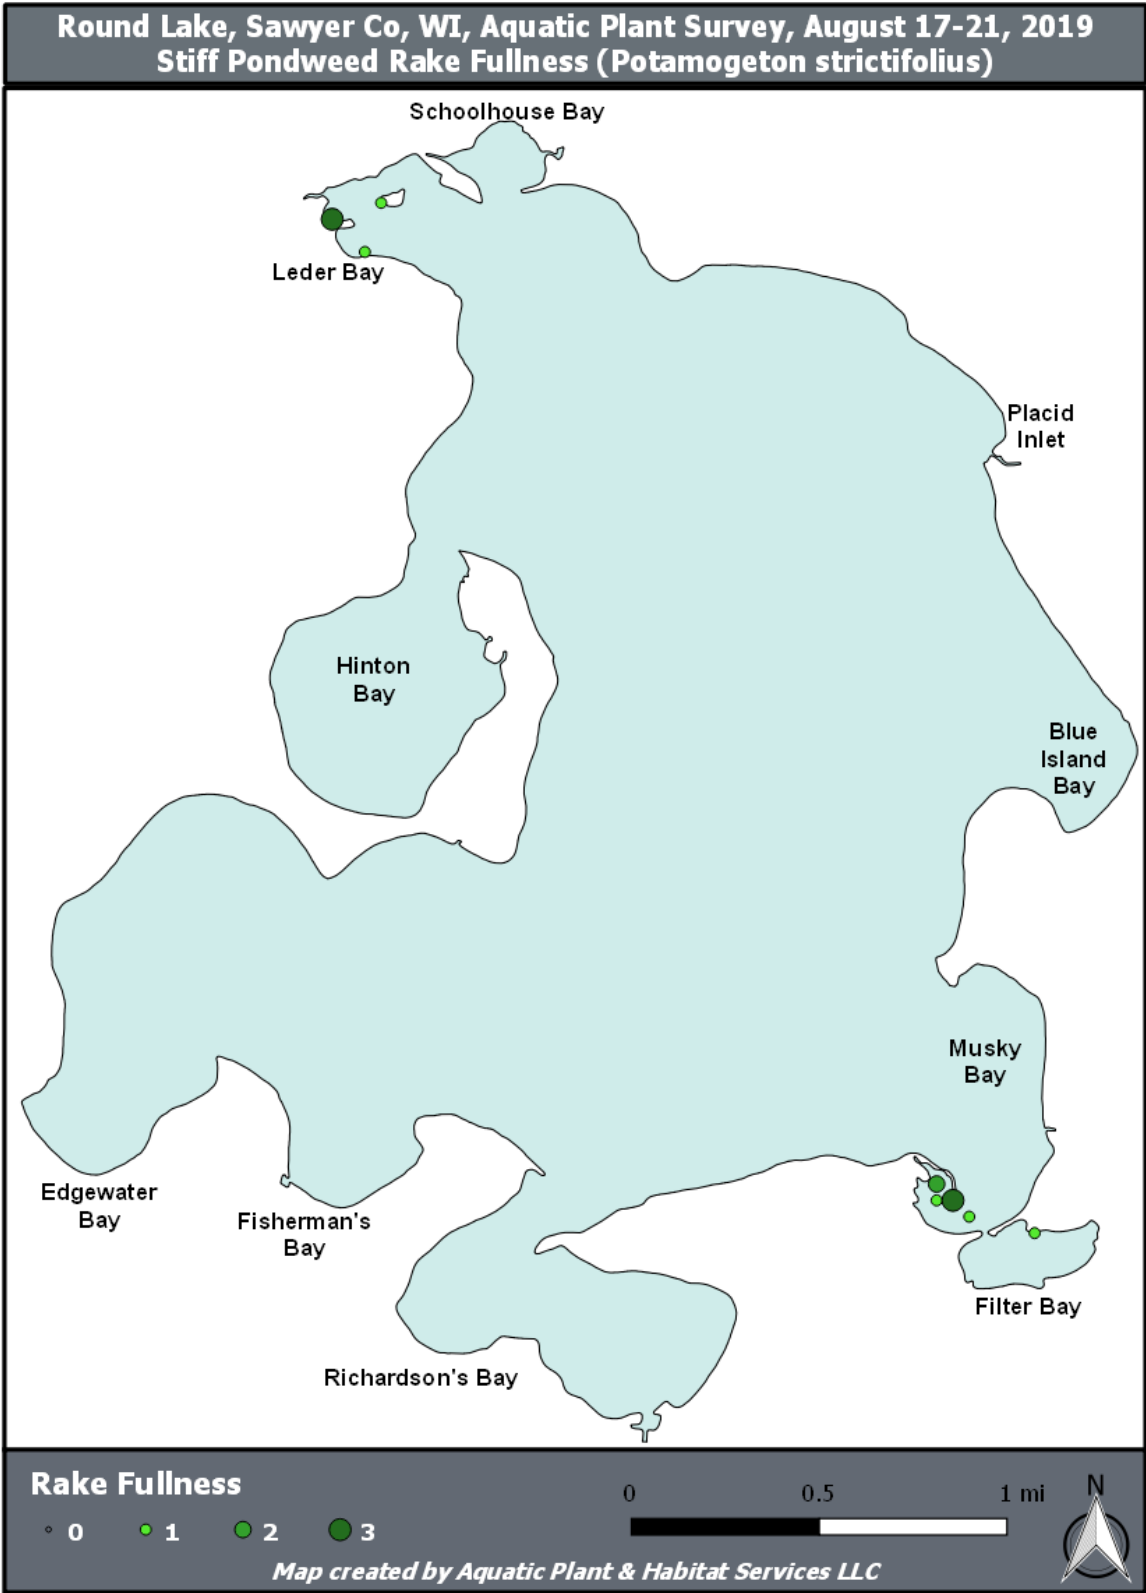 Round Lake, Sawyer Co, WI, Aquatic Plant Survey, August 17-21, 2019
Stiff Pondweed Rake Fullness (Potamogeton strictifolius)
Schoolhouse Bay
Leder Bay
Placid
Inlet
Hinton
Bay
Blue
Island
Bay
Musky
Bay
Edgewater
Bay
Fisherman's
Bay
Filter Bay
Richardson's Bay
Rake Fullness
0 1 2 3
0 0.5 1 mi
N
Map created by Aquatic Plant & Habitat Services LLC